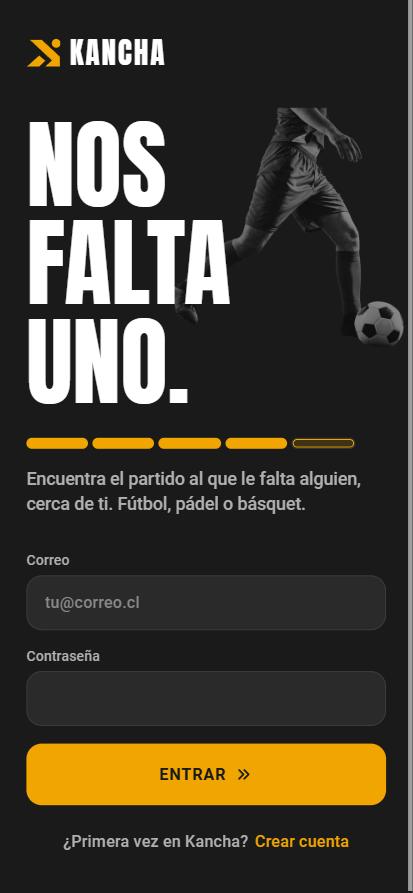 KANCHA
NOS
FALTA
UNO.
Encuentra el partido al que le falta alguien,
cerca de ti. Fútbol, pádel o básquet.
Correo
tu@correo.cl
Contraseña
ENTRAR
¿Primera vez en Kancha? Crear cuenta